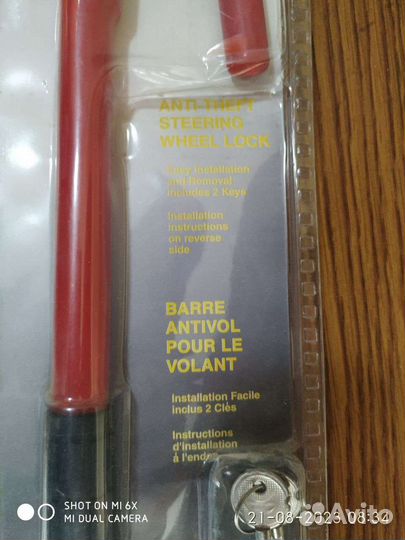 ANTI-THEFT
STEERING
WHEEL LOCK
Easy Installation
and Removal
Includes 2 Keys
Installation
instructions
on reverse
side
BARRE
ANTIVOL
POUR LE
VOLANT
Installation Facile
inclus 2 Clés
Instructions
d'installation
à l'endos
SHOT ON MI 6X
MI DUAL CAMERA
21-08-2023 08:34
Avito